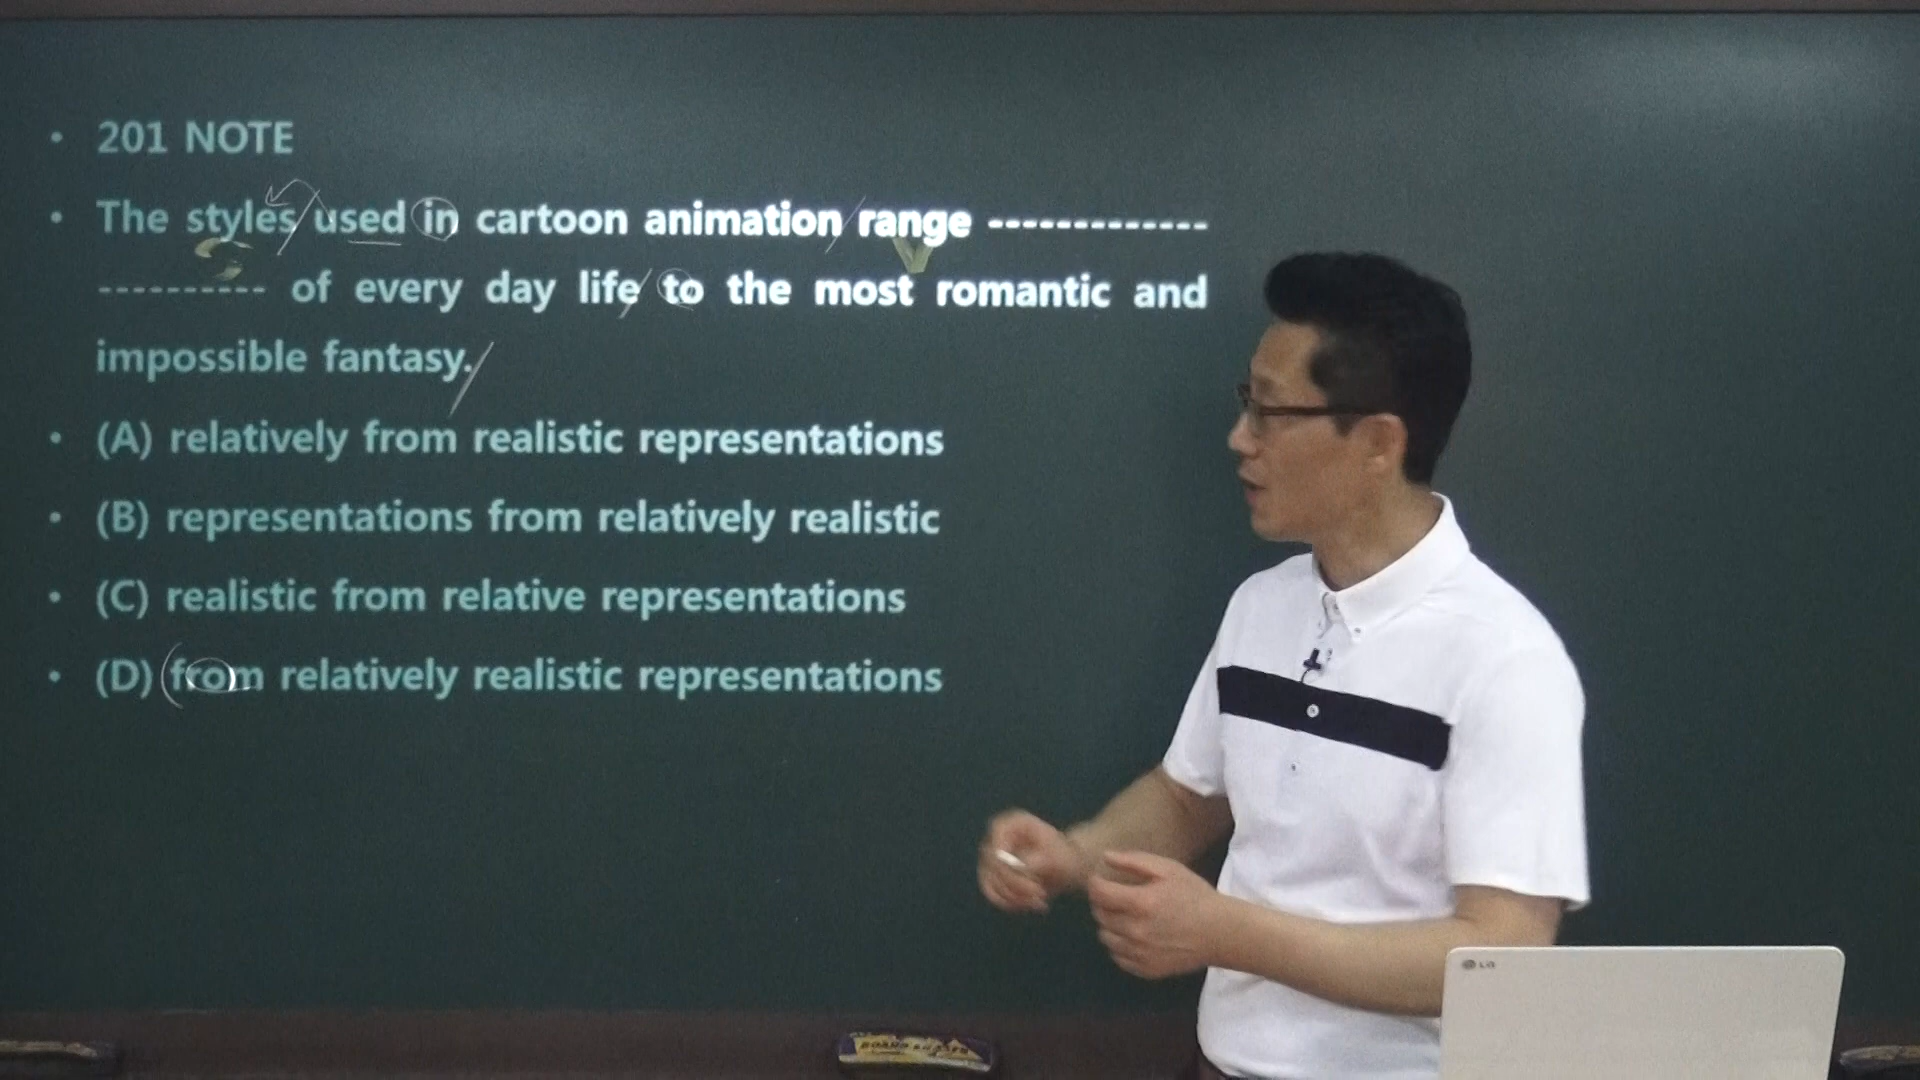 • 201 NOTE
• The styles used in cartoon animation range -------------
---------- of every day life to the most romantic and
impossible fantasy.
• (A) relatively from realistic representations
• (B) representations from relatively realistic
• (C) realistic from relative representations
• (D) from relatively realistic representations
S
V
LG